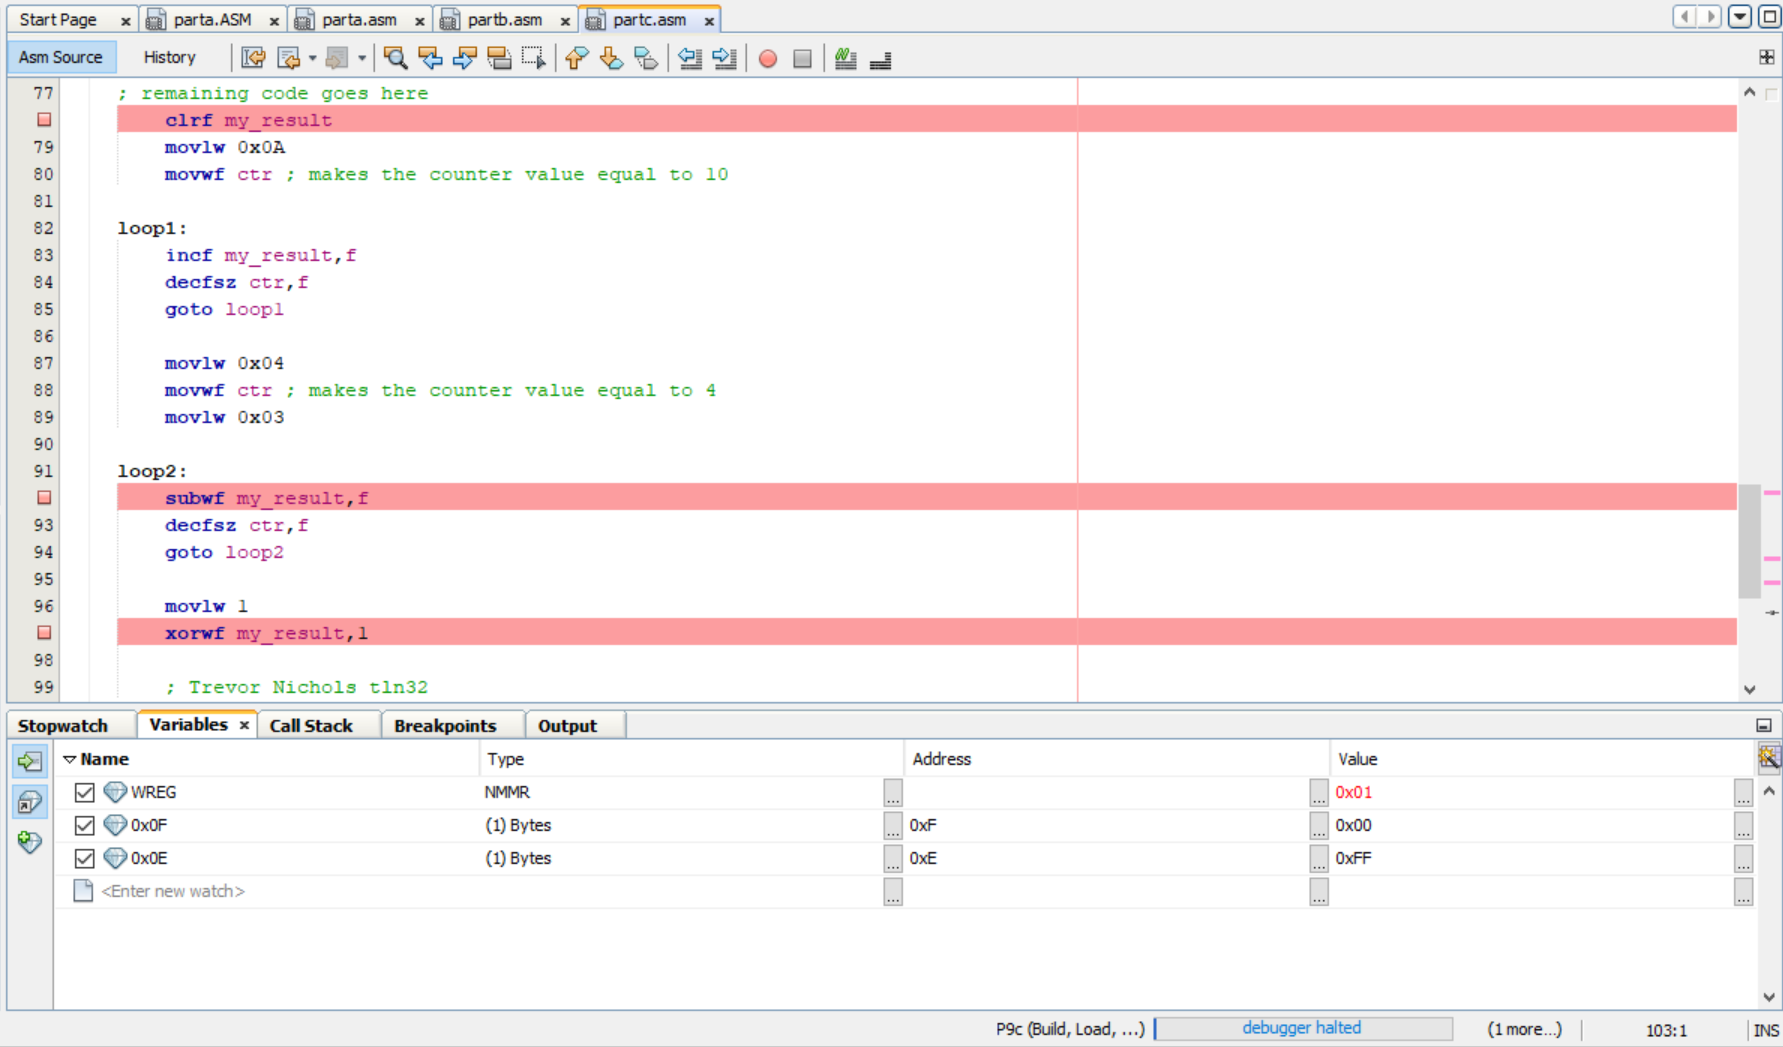 Start Page x parta.ASM x parta.asm x partb.asm x partc.asm x
Asm Source History
77 ; remaining code goes here
clrf my_result
79 movlw 0x0A
80 movwf ctr ; makes the counter value equal to 10
81
82 loop1:
83 incf my_result,f
84 decfsz ctr,f
85 goto loop1
86
87 movlw 0x04
88 movwf ctr ; makes the counter value equal to 4
89 movlw 0x03
90
91 loop2:
subwf my_result,f
93 decfsz ctr,f
94 goto loop2
95
96 movlw 1
xorwf my_result,1
98
99 ; Trevor Nichols tln32
Stopwatch Variables x Call Stack Breakpoints Output
Name Type Address Value
WREG NMMR ... ... 0x01 ...
0x0F (1) Bytes ... 0xF ... 0x00 ...
0x0E (1) Bytes ... 0xE ... 0xFF ...
<Enter new watch> ... ... ...
P9c (Build, Load, ...) debugger halted (1 more...) 103:1 INS